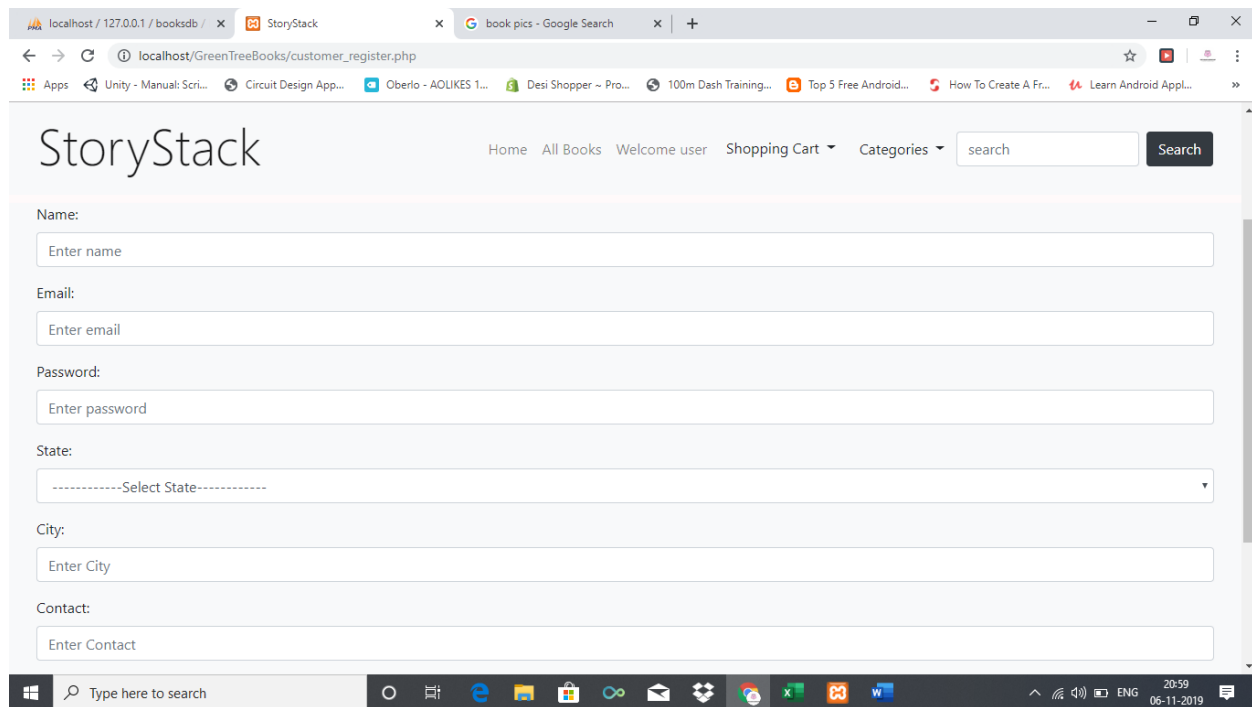 localhost / 127.0.0.1 / booksdb /
StoryStack
book pics - Google Search
localhost/GreenTreeBooks/customer_register.php
Apps
Unity - Manual: Scri...
Circuit Design App...
Oberlo - AOLIKES 1...
Desi Shopper ~ Pro...
100m Dash Training...
Top 5 Free Android...
How To Create A Fr...
Learn Android Appl...
StoryStack
Home All Books Welcome user Shopping Cart Categories search Search
Name:
Enter name
Email:
Enter email
Password:
Enter password
State:
------------Select State------------
City:
Enter City
Contact:
Enter Contact
Type here to search
ENG
20:59
06-11-2019